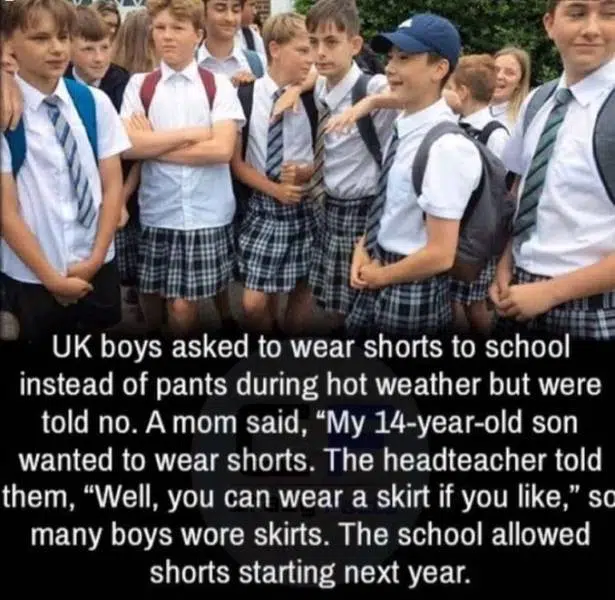 UK boys asked to wear shorts to school
instead of pants during hot weather but were
told no. A mom said, “My 14-year-old son
wanted to wear shorts. The headteacher told
them, “Well, you can wear a skirt if you like,” so
many boys wore skirts. The school allowed
shorts starting next year.